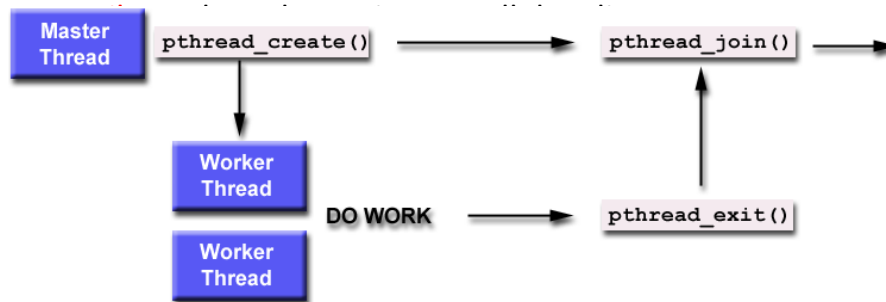 Master
Thread
pthread_create()
pthread_join()
Worker
Thread
DO WORK
pthread_exit()
Worker
Thread